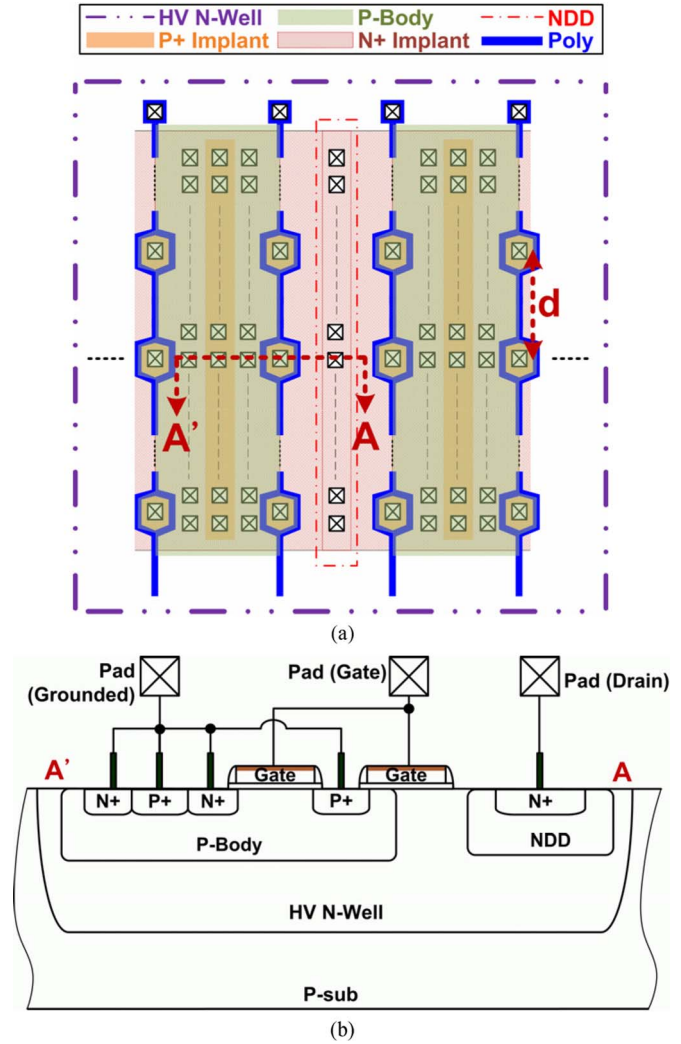 HV N-Well P-Body NDD
P+ Implant N+ Implant Poly
d
A' A
(a)
Pad
(Grounded)
Pad (Gate)
Pad (Drain)
A' A
Gate Gate
N+ P+ N+ P+ N+
P-Body NDD
HV N-Well
P-sub
(b)